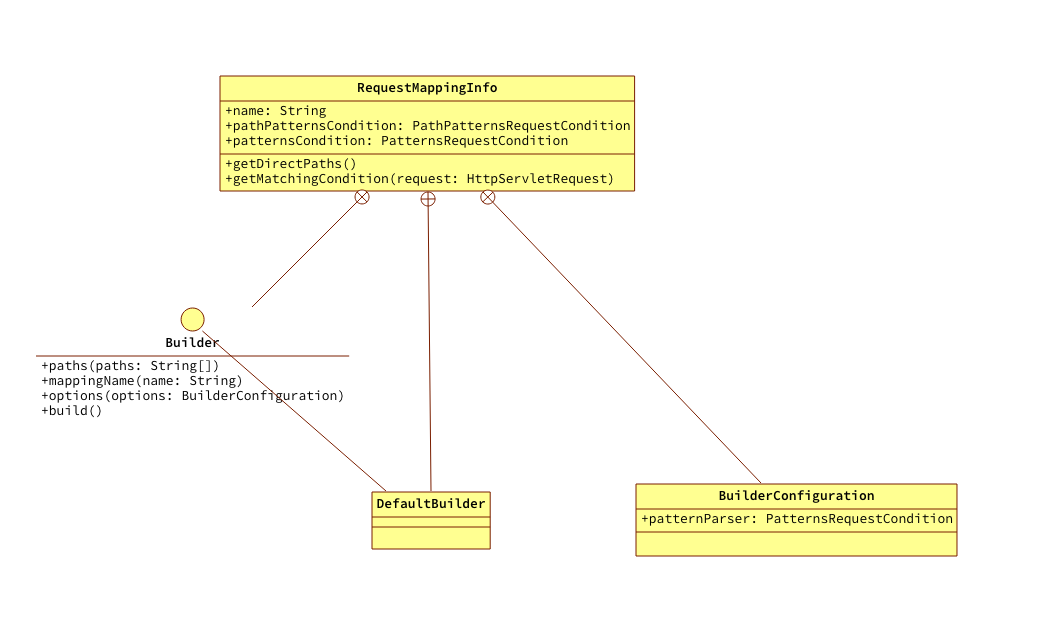 RequestMappingInfo
+name: String
+pathPatternsCondition: PathPatternsRequestCondition
+patternsCondition: PatternsRequestCondition
+getDirectPaths()
+getMatchingCondition(request: HttpServletRequest)
Builder
+paths(paths: String[])
+mappingName(name: String)
+options(options: BuilderConfiguration)
+build()
DefaultBuilder
BuilderConfiguration
+patternParser: PatternsRequestCondition